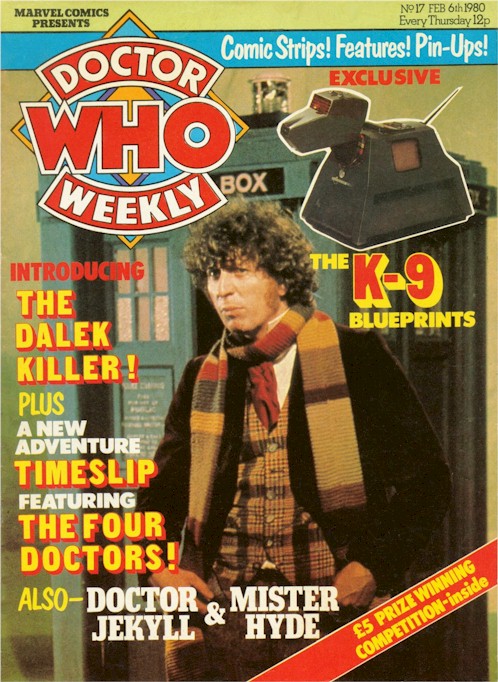 MARVEL COMICS
PRESENTS
Nº17 FEB 6th 1980
Every Thursday 12p
Comic Strips! Features! Pin-Ups!
DOCTOR
WHO
WEEKLY
EXCLUSIVE
BOX
THE K-9
BLUEPRINTS
INTRODUCING
THE
DALEK
KILLER!
PLUS
A NEW
ADVENTURE
TIMESLIP
FEATURING
THE FOUR
DOCTORS!
ALSO- DOCTOR
JEKYLL
&
MISTER
HYDE
£5 PRIZE WINNING
COMPETITION-inside